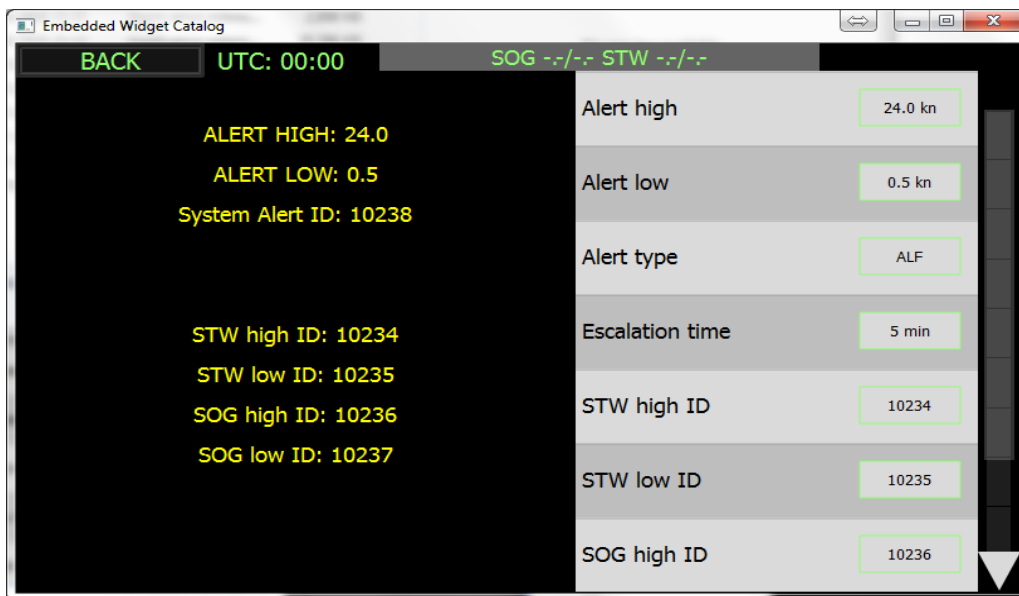 Embedded Widget Catalog
BACK
UTC: 00:00
SOG -.-/-.- STW -.-/-.-
ALERT HIGH: 24.0
ALERT LOW: 0.5
System Alert ID: 10238
STW high ID: 10234
STW low ID: 10235
SOG high ID: 10236
SOG low ID: 10237
Alert high
24.0 kn
Alert low
0.5 kn
Alert type
ALF
Escalation time
5 min
STW high ID
10234
STW low ID
10235
SOG high ID
10236